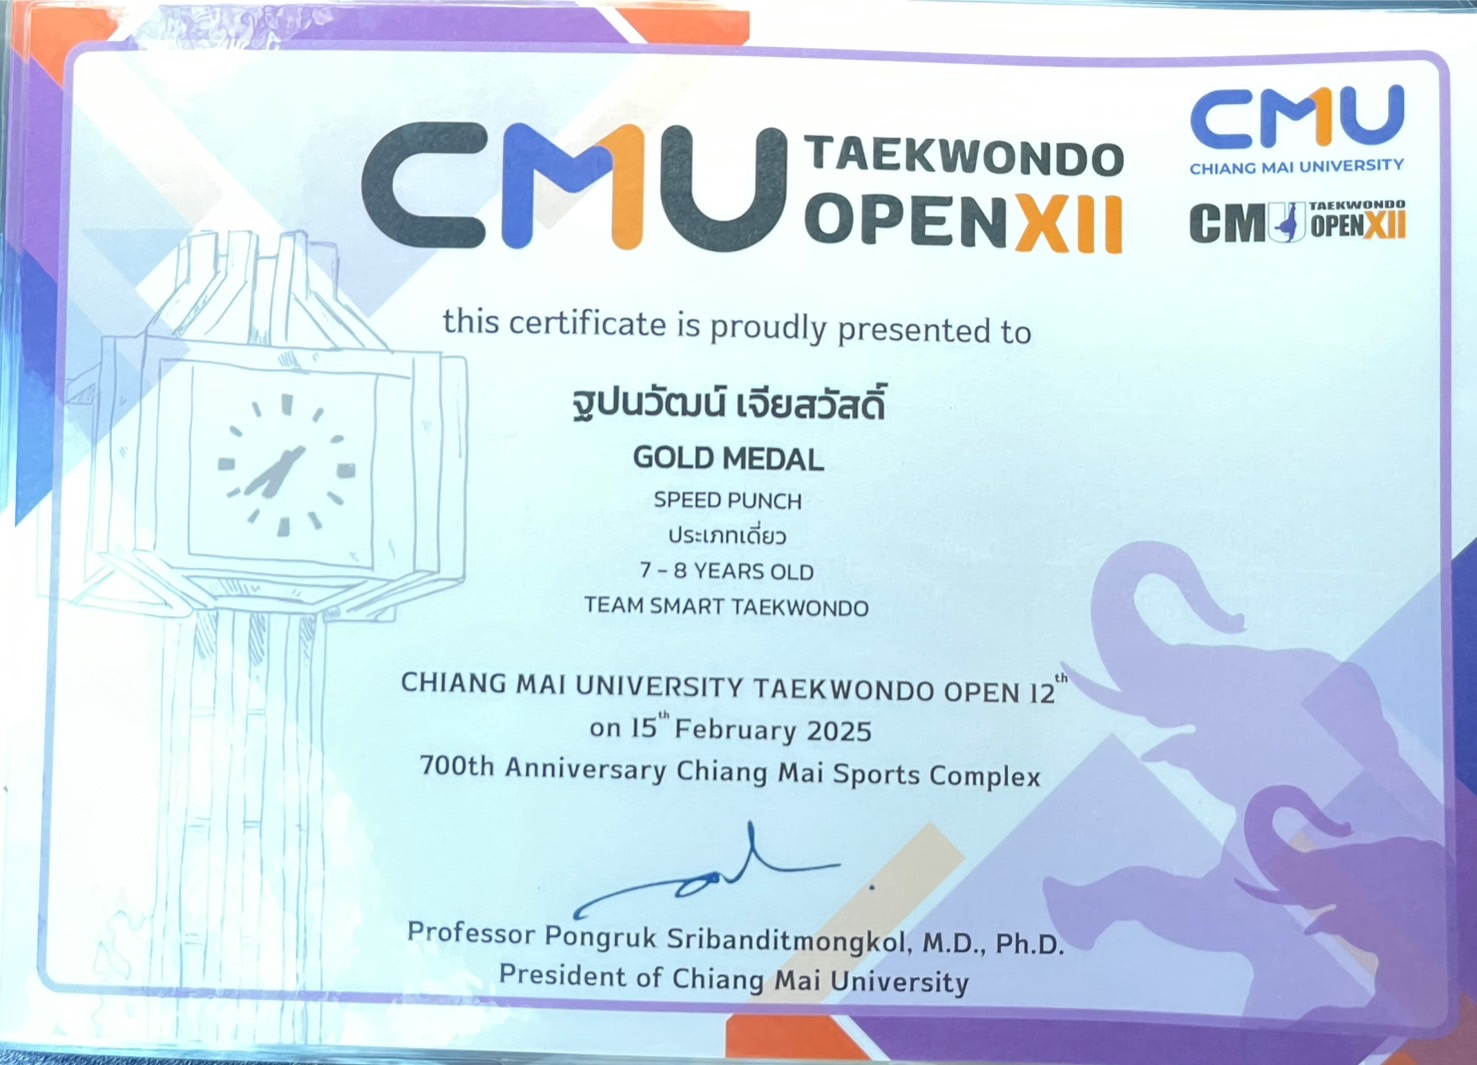 CMU TAEKWONDO OPEN XII
CMU
CHIANG MAI UNIVERSITY
CMU TAEKWONDO OPEN XII
this certificate is proudly presented to
ฐปนวัฒน์ เจียสวัสดิ์
GOLD MEDAL
SPEED PUNCH
ประเภทเดี่ยว
7 – 8 YEARS OLD
TEAM SMART TAEKWONDO
CHIANG MAI UNIVERSITY TAEKWONDO OPEN 12th
on 15th February 2025
700th Anniversary Chiang Mai Sports Complex
Professor Pongruk Sribanditmongkol, M.D., Ph.D.
President of Chiang Mai University